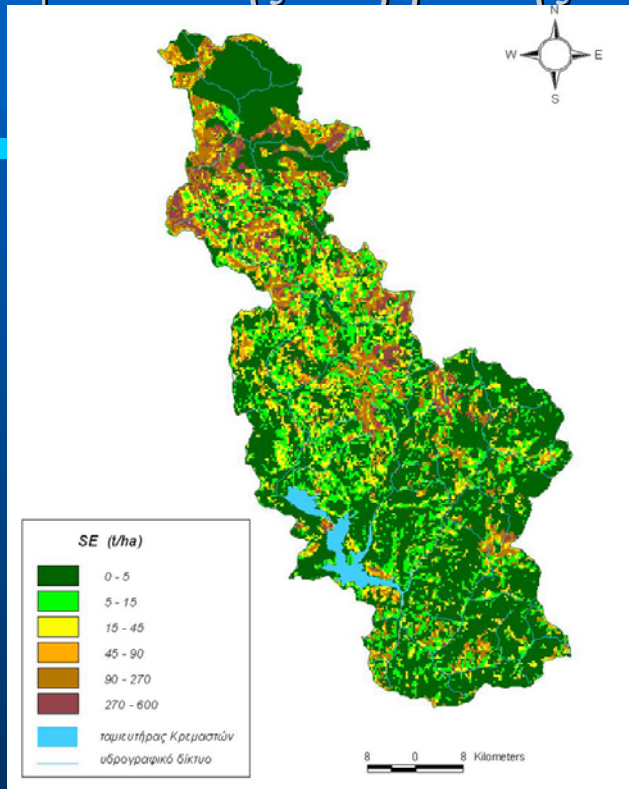 N
W E
S
SE (t/ha)
0 - 5
5 - 15
15 - 45
45 - 90
90 - 270
270 - 600
ταμιευτήρας Κρεμαστών
υδρογραφικό δίκτυο
8 0 8 Kilometers